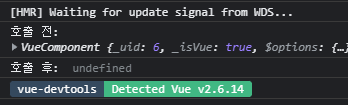 [HMR] Waiting for update signal from WDS...
호출 전:
▶ VueComponent {_uid: 6, _isVue: true, $options: {…}
호출 후: undefined
vue-devtools Detected Vue v2.6.14